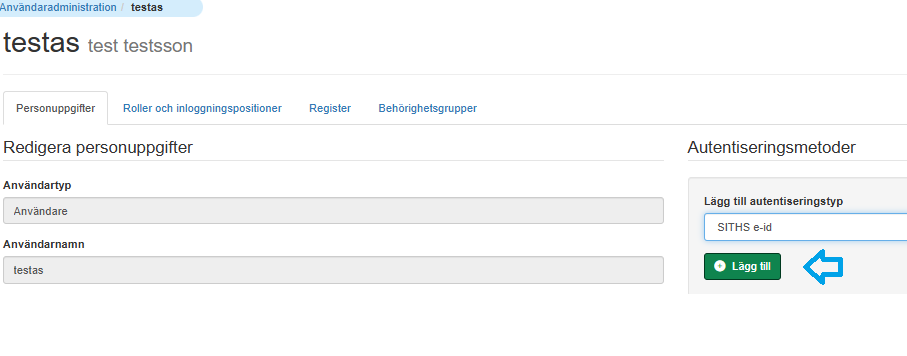 Användaradministration / testas
testas test testsson
Personuppgifter Roller och inloggningspositioner Register Behörighetsgrupper
Redigera personuppgifter
Användartyp
Användare
Användarnamn
testas
Autentiseringsmetoder
Lägg till autentiseringstyp
SITHS e-id
Lägg till